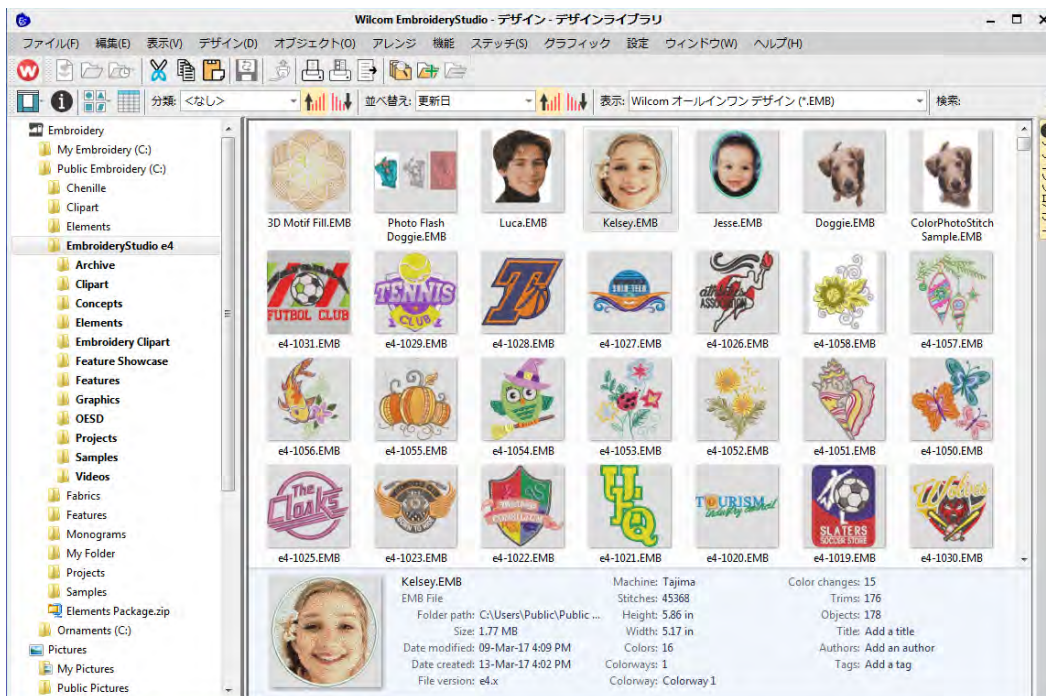 Wilcom EmbroideryStudio - デザイン - デザインライブラリ
ファイル(F) 編集(E) 表示(V) デザイン(D) オブジェクト(O) アレンジ 機能 ステッチ(S) グラフィック 設定 ウィンドウ(W) ヘルプ(H)
分類: <なし> 並べ替え: 更新日 表示: Wilcom オールインワン デザイン (*.EMB) 検索:
Embroidery
My Embroidery (C:)
Public Embroidery (C:)
Chenille
Clipart
Elements
EmbroideryStudio e4
Archive
Clipart
Concepts
Elements
Embroidery Clipart
Feature Showcase
Features
Graphics
OESD
Projects
Samples
Videos
Fabrics
Features
Monograms
My Folder
Projects
Samples
Elements Package.zip
Ornaments (C:)
Pictures
My Pictures
Public Pictures
3D Motif Fill.EMB
Photo Flash
Doggie.EMB
Luca.EMB
Kelsey.EMB
Jesse.EMB
Doggie.EMB
ColorPhotoStitch
Sample.EMB
FUTBOL CLUB
TENNIS
CLUB
athletics
ASSOCIATION
e4-1031.EMB e4-1029.EMB e4-1028.EMB e4-1027.EMB e4-1026.EMB e4-1058.EMB e4-1057.EMB
e4-1056.EMB e4-1055.EMB e4-1054.EMB e4-1053.EMB e4-1052.EMB e4-1051.EMB e4-1050.EMB
The
Clasks
UFQ
TOURISM
industry council
SLATERS
SOCCER STORE
Wolves
e4-1025.EMB e4-1023.EMB e4-1022.EMB e4-1021.EMB e4-1020.EMB e4-1019.EMB e4-1030.EMB
Kelsey.EMB
EMB File
Folder path: C:\Users\Public\Public ...
Size: 1.77 MB
Date modified: 09-Mar-17 4:09 PM
Date created: 13-Mar-17 4:02 PM
File version: e4.x
Machine: Tajima
Stitches: 45368
Height: 5.86 in
Width: 5.17 in
Colors: 16
Colorways: 1
Colorway: Colorway 1
Color changes: 15
Trims: 176
Objects: 178
Title: Add a title
Authors: Add an author
Tags: Add a tag